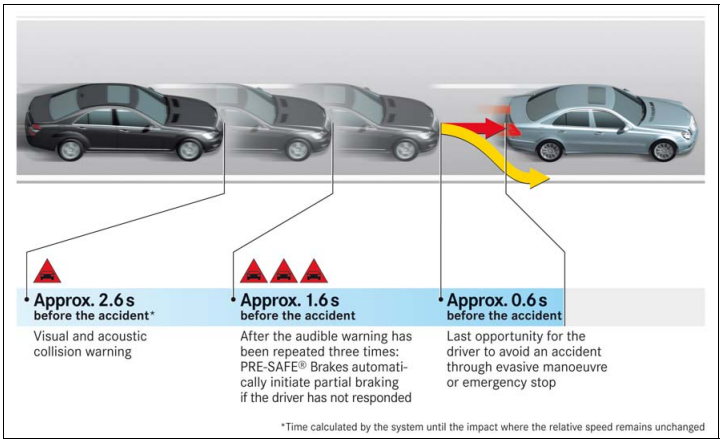 Approx. 2.6 s
before the accident*
Visual and acoustic
collision warning
Approx. 1.6 s
before the accident
After the audible warning has
been repeated three times:
PRE-SAFE® Brakes automati-
cally initiate partial braking
if the driver has not responded
Approx. 0.6 s
before the accident
Last opportunity for the
driver to avoid an accident
through evasive manoeuvre
or emergency stop
*Time calculated by the system until the impact where the relative speed remains unchanged